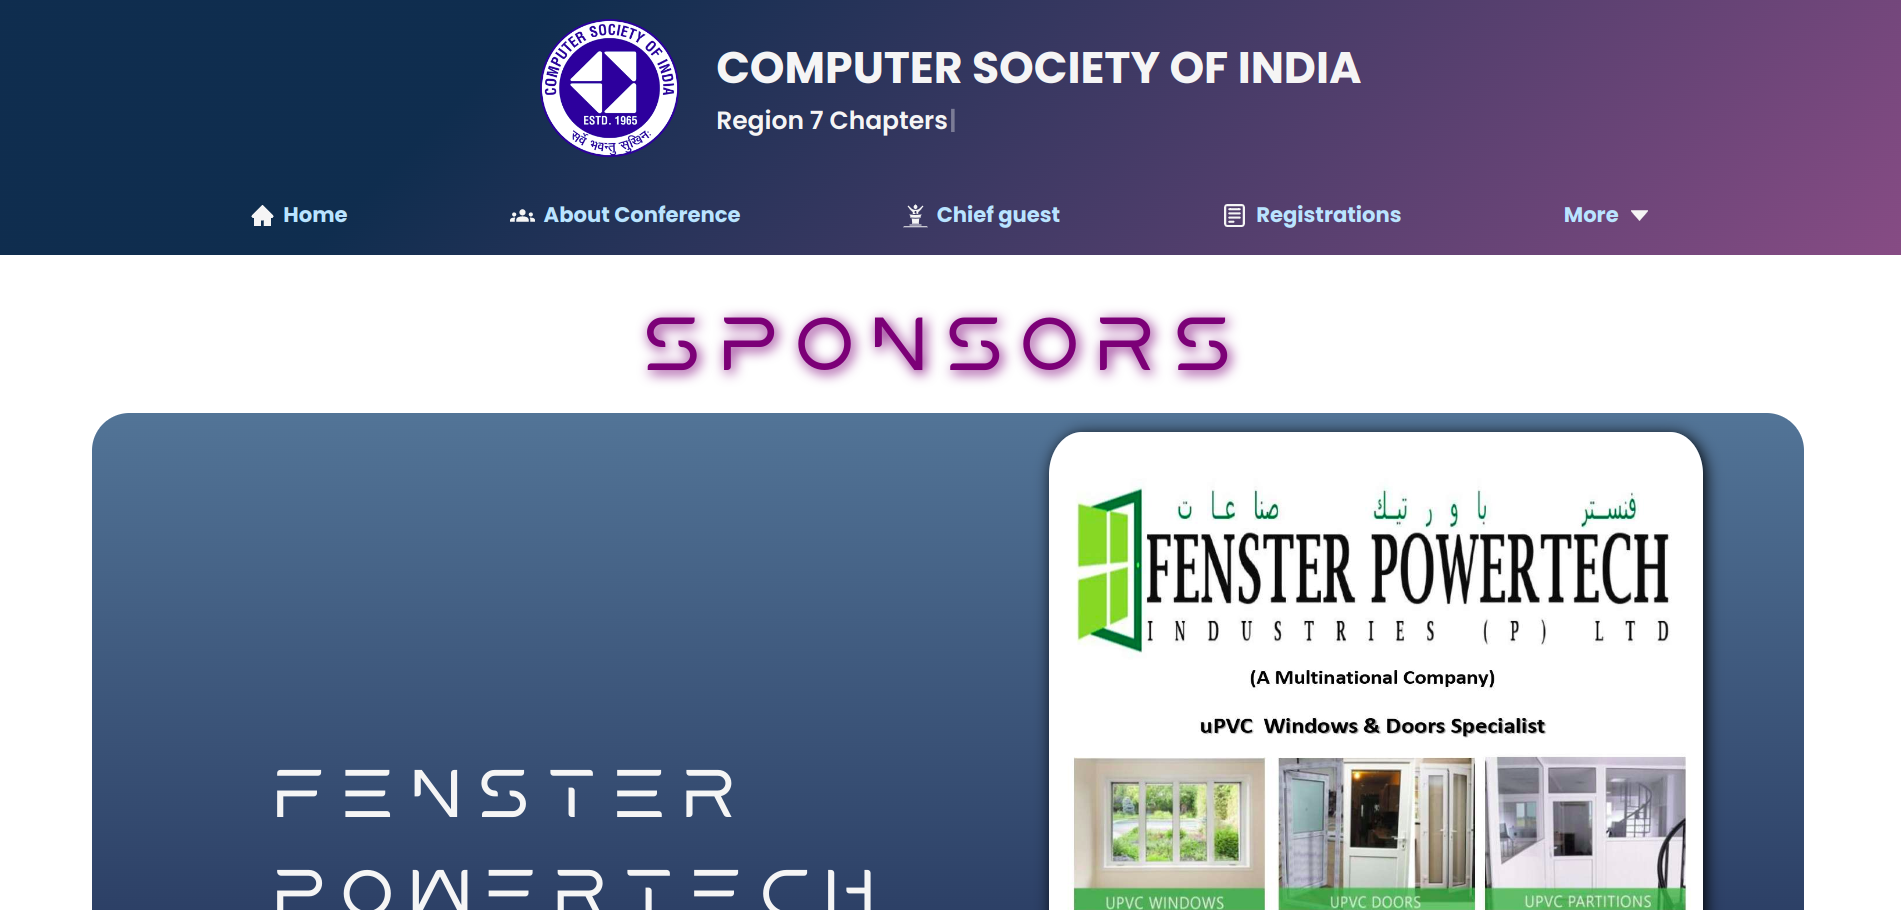 COMPUTER SOCIETY OF INDIA
ESTD. 1965
सर्वे भवन्तु सुखिनः
COMPUTER SOCIETY OF INDIA
Region 7 Chapters
Home
About Conference
Chief guest
Registrations
More
SPONSORS
FENSTER
POWERTECH
فنستر باورتيك صناعات
FENSTER POWERTECH
INDUSTRIES (P) LTD
(A Multinational Company)
uPVC Windows & Doors Specialist
UPVC WINDOWS
UPVC DOORS
UPVC PARTITIONS